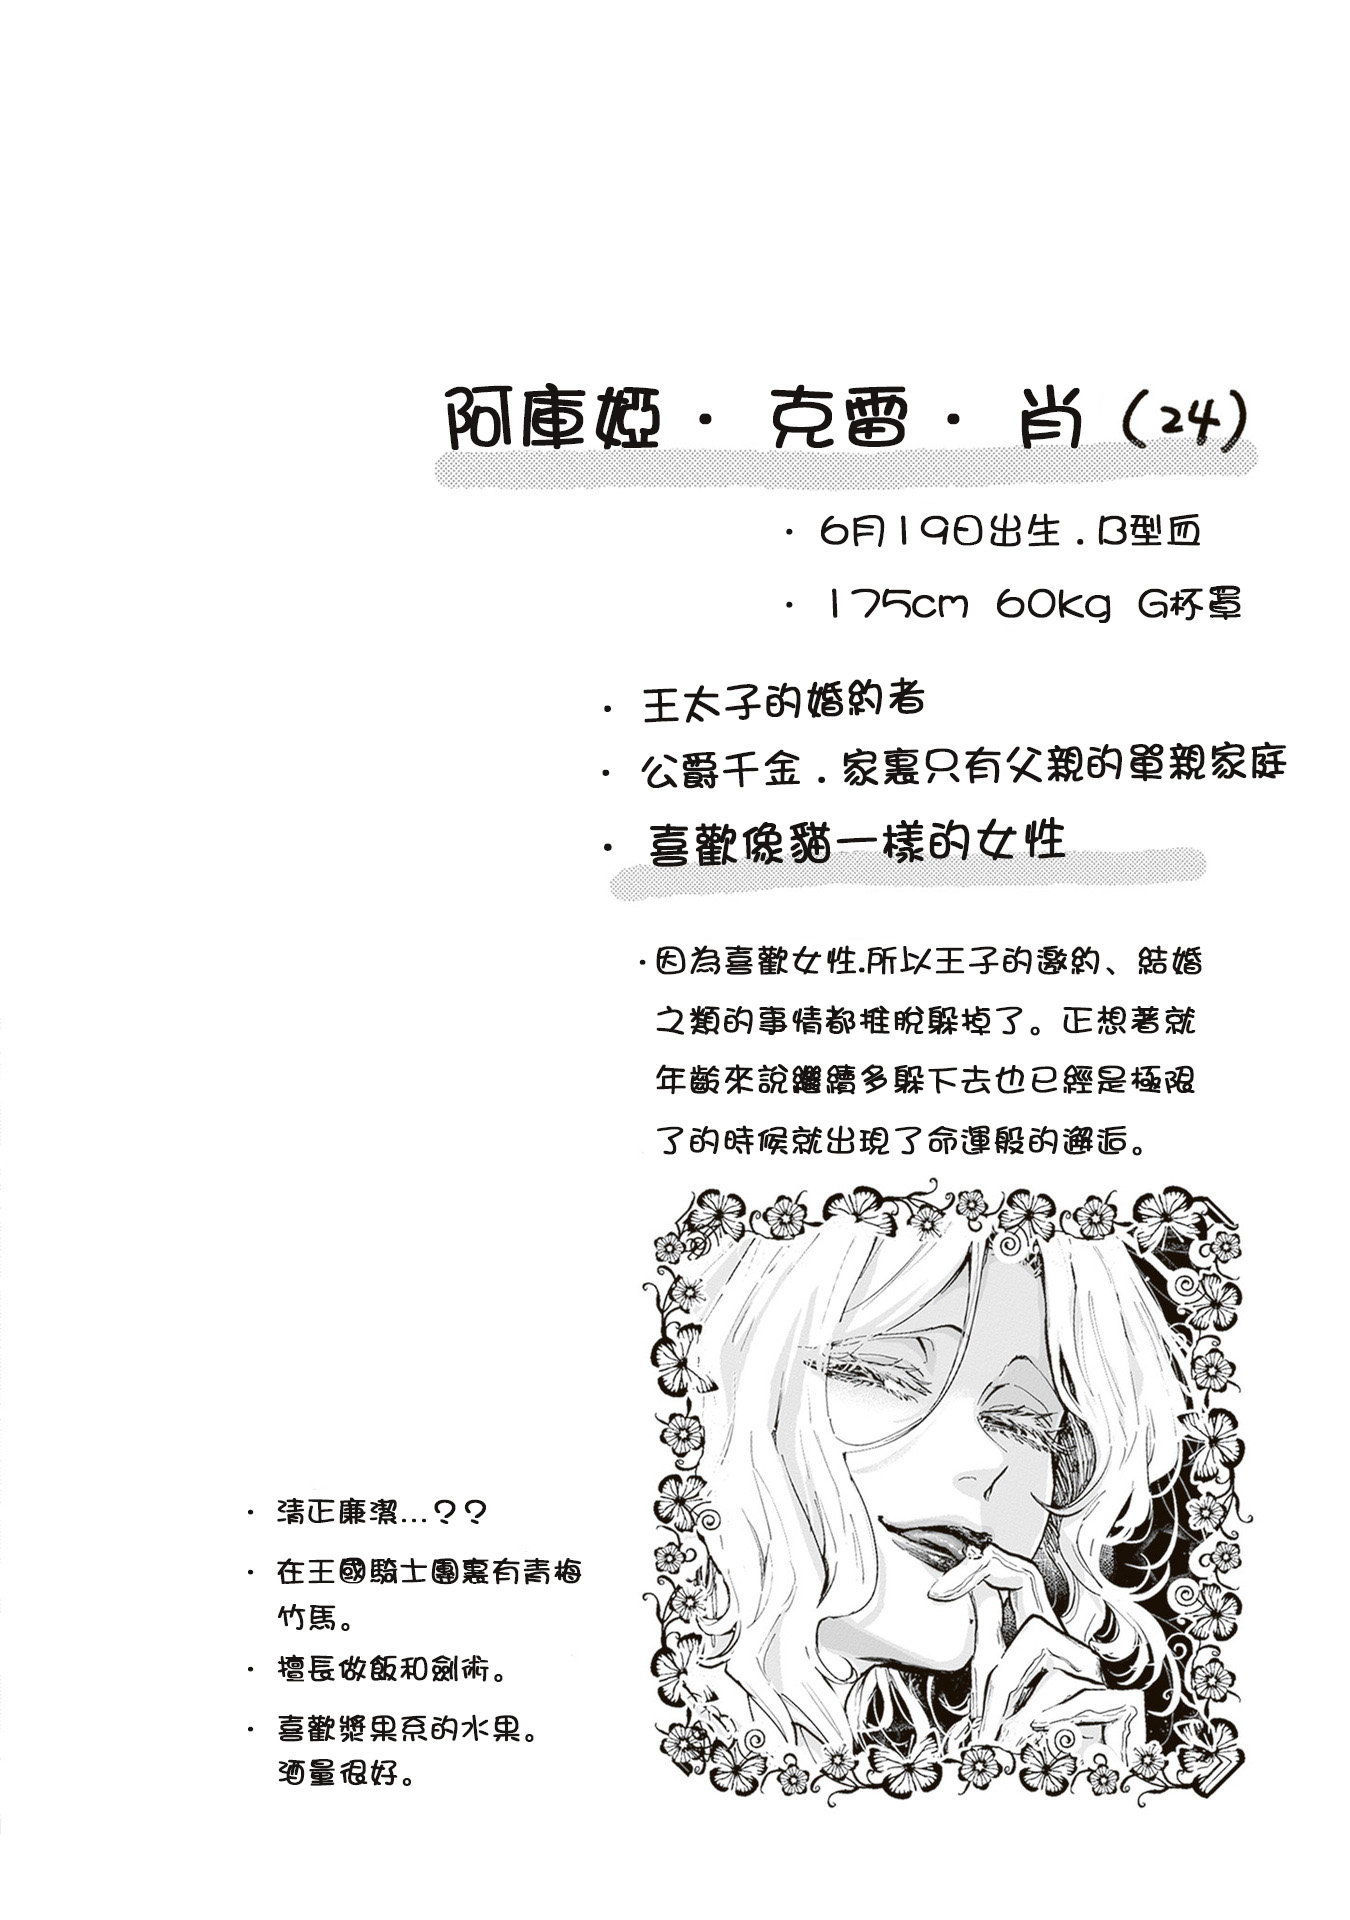 阿庫婭・克雷・肖（24）
・6月19日出生．B型血
・175cm 60kg G杯罩
・王太子的婚約者
・公爵千金．家裏只有父親的單親家庭
・喜歡像貓一樣的女性
・因為喜歡女性.所以王子的邀約、結婚
之類的事情都推脫躲掉了。正想著就
年齡來說繼續多躲下去也已經是極限
了的時候就出現了命運般的邂逅。
・清正廉潔…？？
・在王國騎士團裏有青梅
竹馬。
・擅長做飯和劍術。
・喜歡漿果系的水果。
酒量很好。